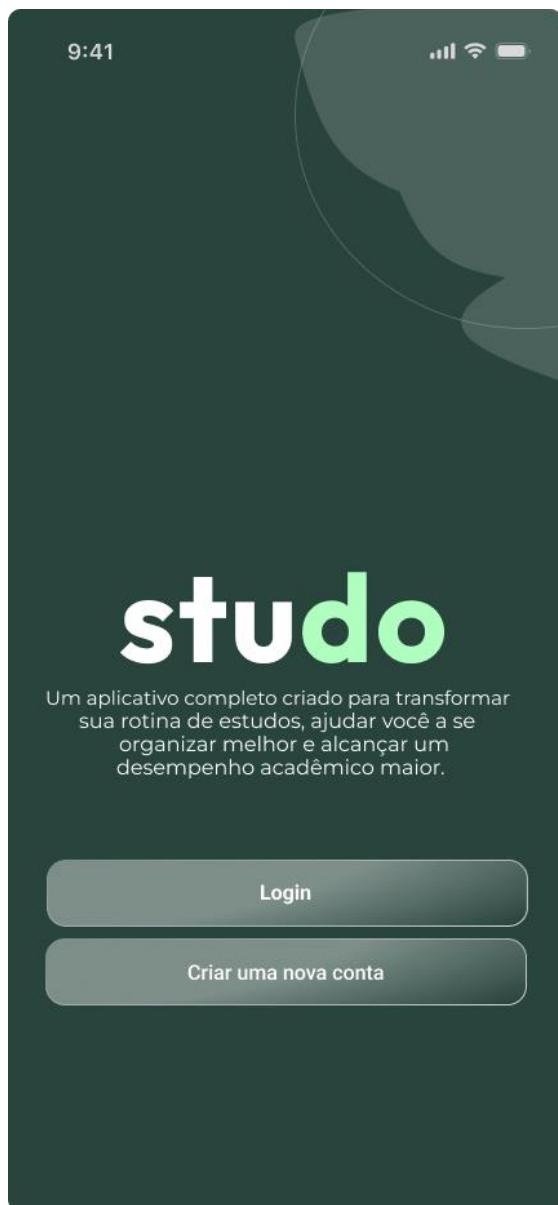 9:41
studo
Um aplicativo completo criado para transformar
sua rotina de estudos, ajudar você a se
organizar melhor e alcançar um
desempenho acadêmico maior.
Login
Criar uma nova conta